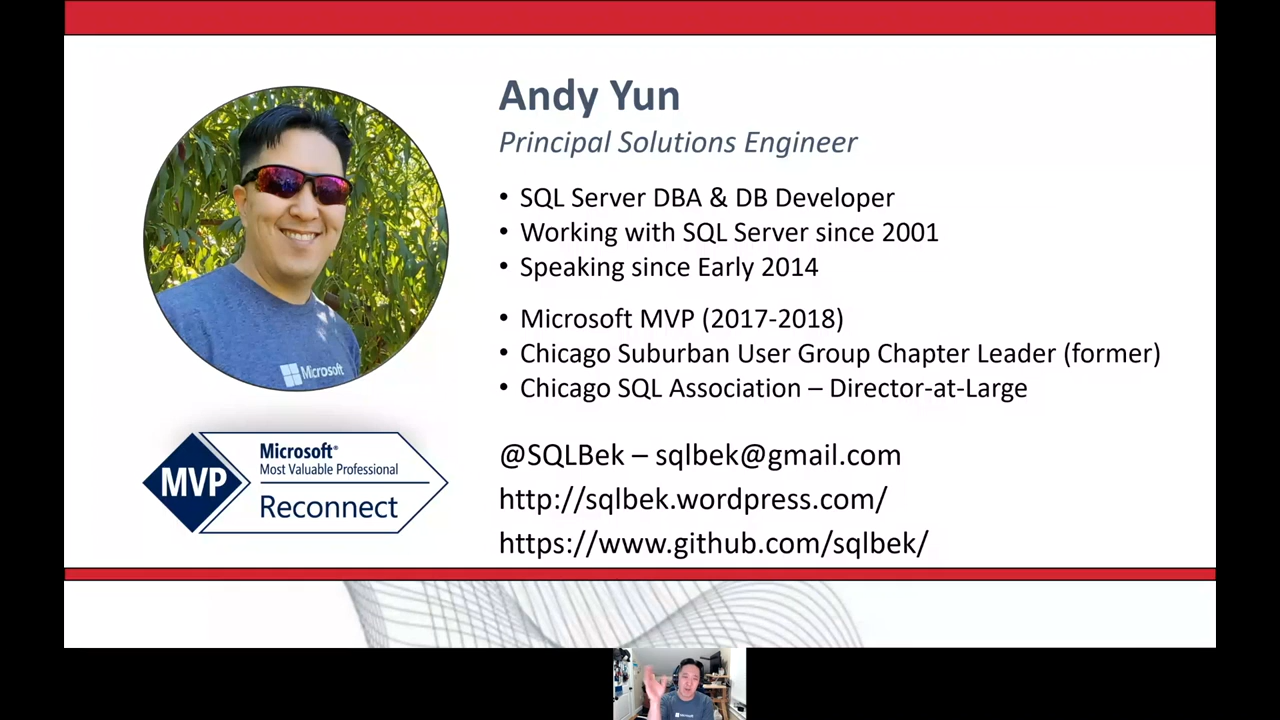 Andy Yun
Principal Solutions Engineer
• SQL Server DBA & DB Developer
• Working with SQL Server since 2001
• Speaking since Early 2014
• Microsoft MVP (2017-2018)
• Chicago Suburban User Group Chapter Leader (former)
• Chicago SQL Association – Director-at-Large
@SQLBek – sqlbek@gmail.com
http://sqlbek.wordpress.com/
https://www.github.com/sqlbek/
Microsoft
MVP
Microsoft®
Most Valuable Professional
Reconnect